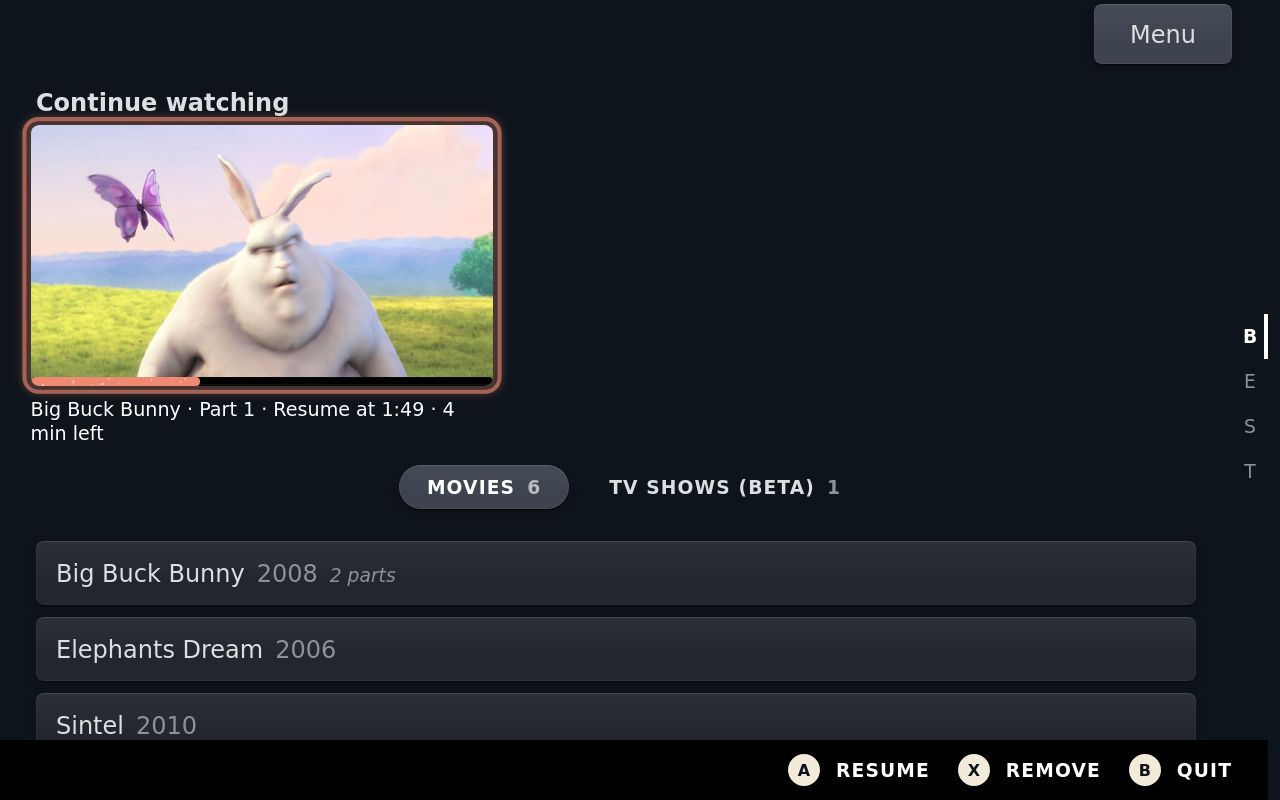 Menu
Continue watching
Big Buck Bunny · Part 1 · Resume at 1:49 · 4
min left
B
E
S
T
MOVIES 6 TV SHOWS (BETA) 1
Big Buck Bunny 2008 2 parts
Elephants Dream 2006
Sintel 2010
A RESUME X REMOVE B QUIT